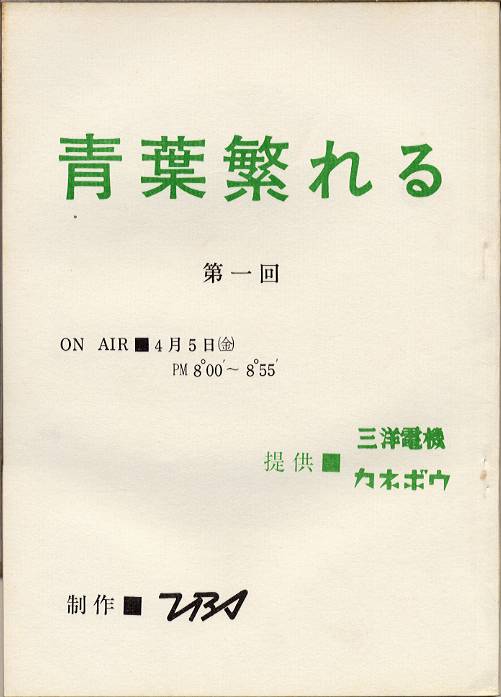 青葉繁れる
第一回
ON AIR■4月5日㈮
PM 8°00′～8°55′
提供■三洋電機
カネボウ
制作■TBS